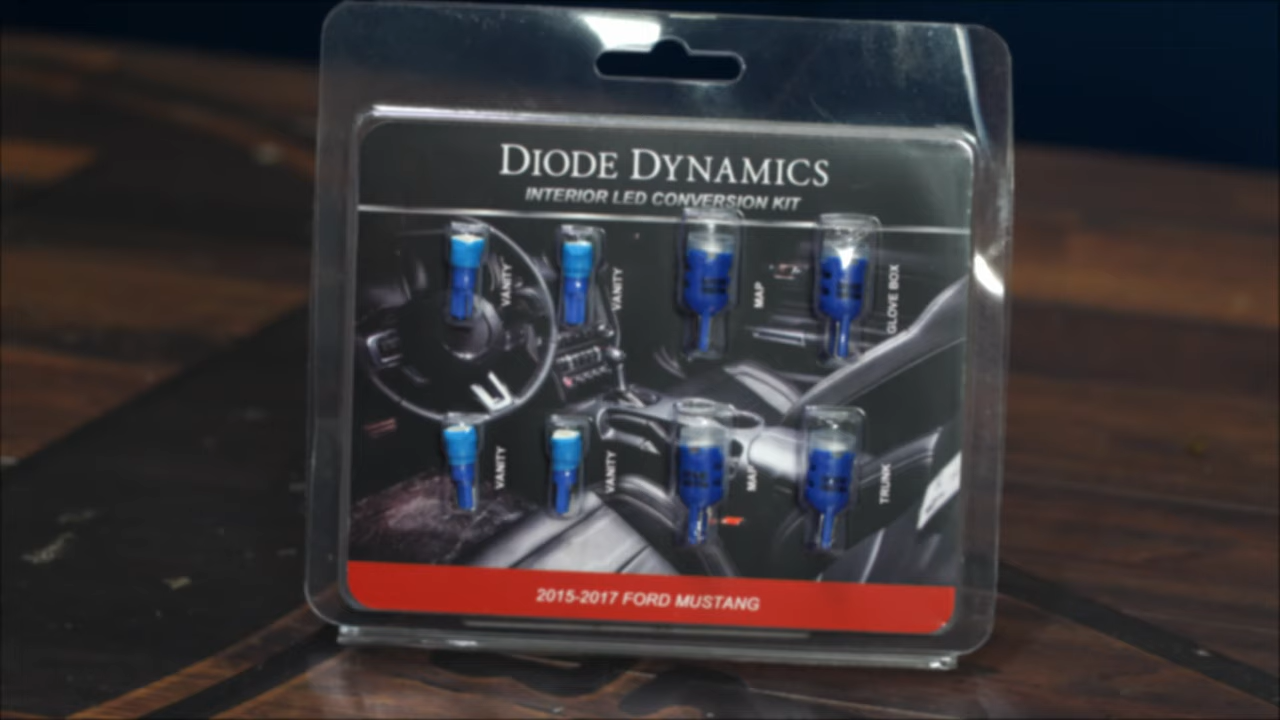 DIODE DYNAMICS
INTERIOR LED CONVERSION KIT
VANITY
VANITY
MAP
GLOVE BOX
VANITY
VANITY
MAP
TRUNK
2015-2017 FORD MUSTANG